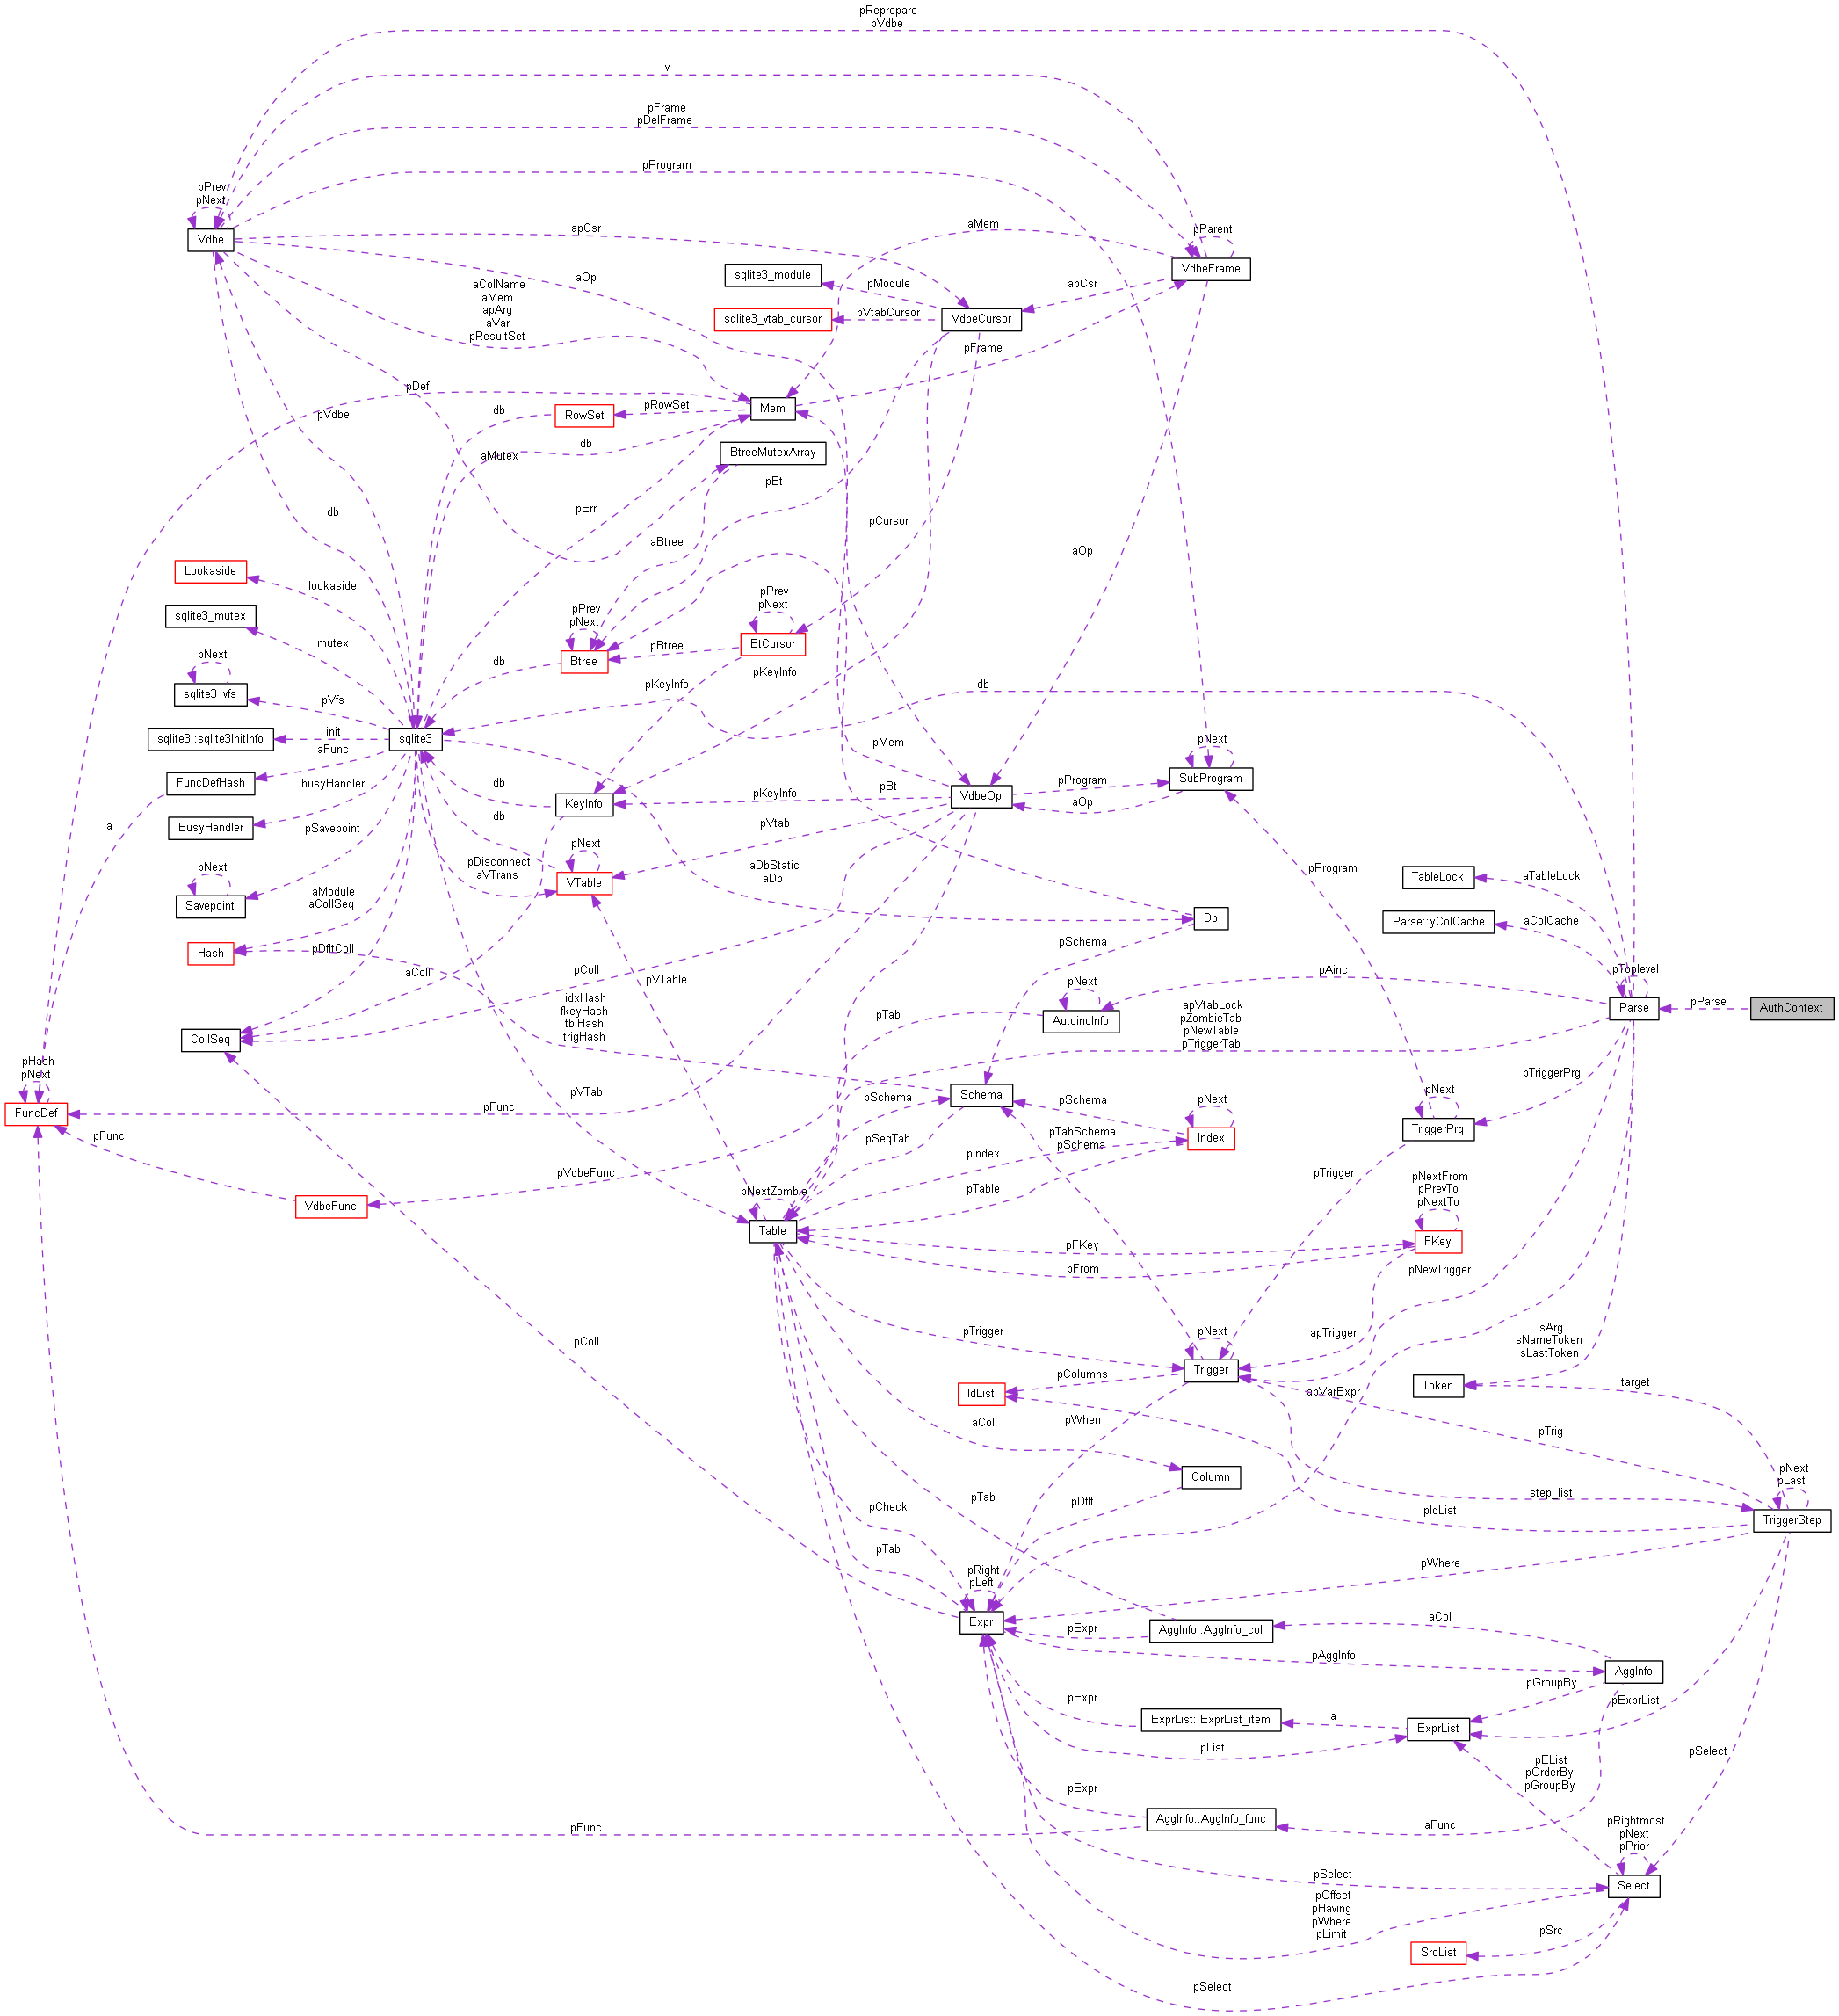 pReprepare
pVdbe
v
pFrame
pDelFrame
pProgram
pPrev
pNext
Vdbe
apCsr
aMem
pParent
VdbeFrame
sqlite3_module
pModule
apCsr
aOp
aColName
aMem
apArg
aVar
pResultSet
sqlite3_vtab_cursor
pVtabCursor
VdbeCursor
pFrame
pDef
pVdbe
db
RowSet
pRowSet
Mem
db
aMutex
BtreeMutexArray
pBt
pErr
db
aBtree
pCursor
aOp
Lookaside
lookaside
sqlite3_mutex
mutex
pPrev
pNext
pPrev
pNext
BtCursor
pBtree
Btree
db
pNext
sqlite3_vfs
pVfs
pKeyInfo
pKeyInfo
db
sqlite3::sqlite3InitInfo
init
sqlite3
aFunc
pMem
pNext
SubProgram
FuncDefHash
busyHandler
db
KeyInfo
pKeyInfo
pBt
VdbeOp
pProgram
aOp
a
BusyHandler
pSavepoint
db
pVtab
pNext
Savepoint
pDisconnect
aVTrans
pNext
VTable
aDbStatic
aDb
pProgram
TableLock
aTableLock
aModule
aCollSeq
Db
Parse::yColCache
aColCache
Hash
pDfltColl
aColl
pColl
pVTable
pSchema
pAinc
pToplevel
Parse
pParse
AuthContext
CollSeq
idxHash
fkeyHash
tblHash
trigHash
pTab
pNext
AutoincInfo
apVtabLock
pZombieTab
pNewTable
pTriggerTab
pHash
pNext
FuncDef
pVTab
pFunc
pTriggerPrg
Schema
pSchema
pSchema
pNext
Index
pNext
TriggerPrg
pFunc
pSeqTab
pTabSchema
pSchema
pIndex
pTable
pVdbeFunc
pNextZombie
VdbeFunc
Table
pTrigger
pNextFrom
pPrevTo
pNextTo
FKey
pFKey
pFrom
pNewTrigger
pColl
pTrigger
pNext
Trigger
apTrigger
sArg
sNameToken
sLastToken
IdList
pColumns
Token
target
apVarExpr
aCol
pWhen
pTrig
Column
pNext
pLast
pTab
pCheck
pDflt
step_list
pIdList
TriggerStep
pTab
pRight
pLeft
Expr
pWhere
AggInfo::AggInfo_col
aCol
pExpr
pAggInfo
AggInfo
pGroupBy
pExprList
pExpr
ExprList::ExprList_item
a
ExprList
pList
pSelect
pEList
pOrderBy
pGroupBy
pExpr
AggInfo::AggInfo_func
aFunc
pFunc
pRightmost
pNext
pPrior
Select
pSelect
pOffset
pHaving
pWhere
pLimit
pSrc
SrcList
pSelect